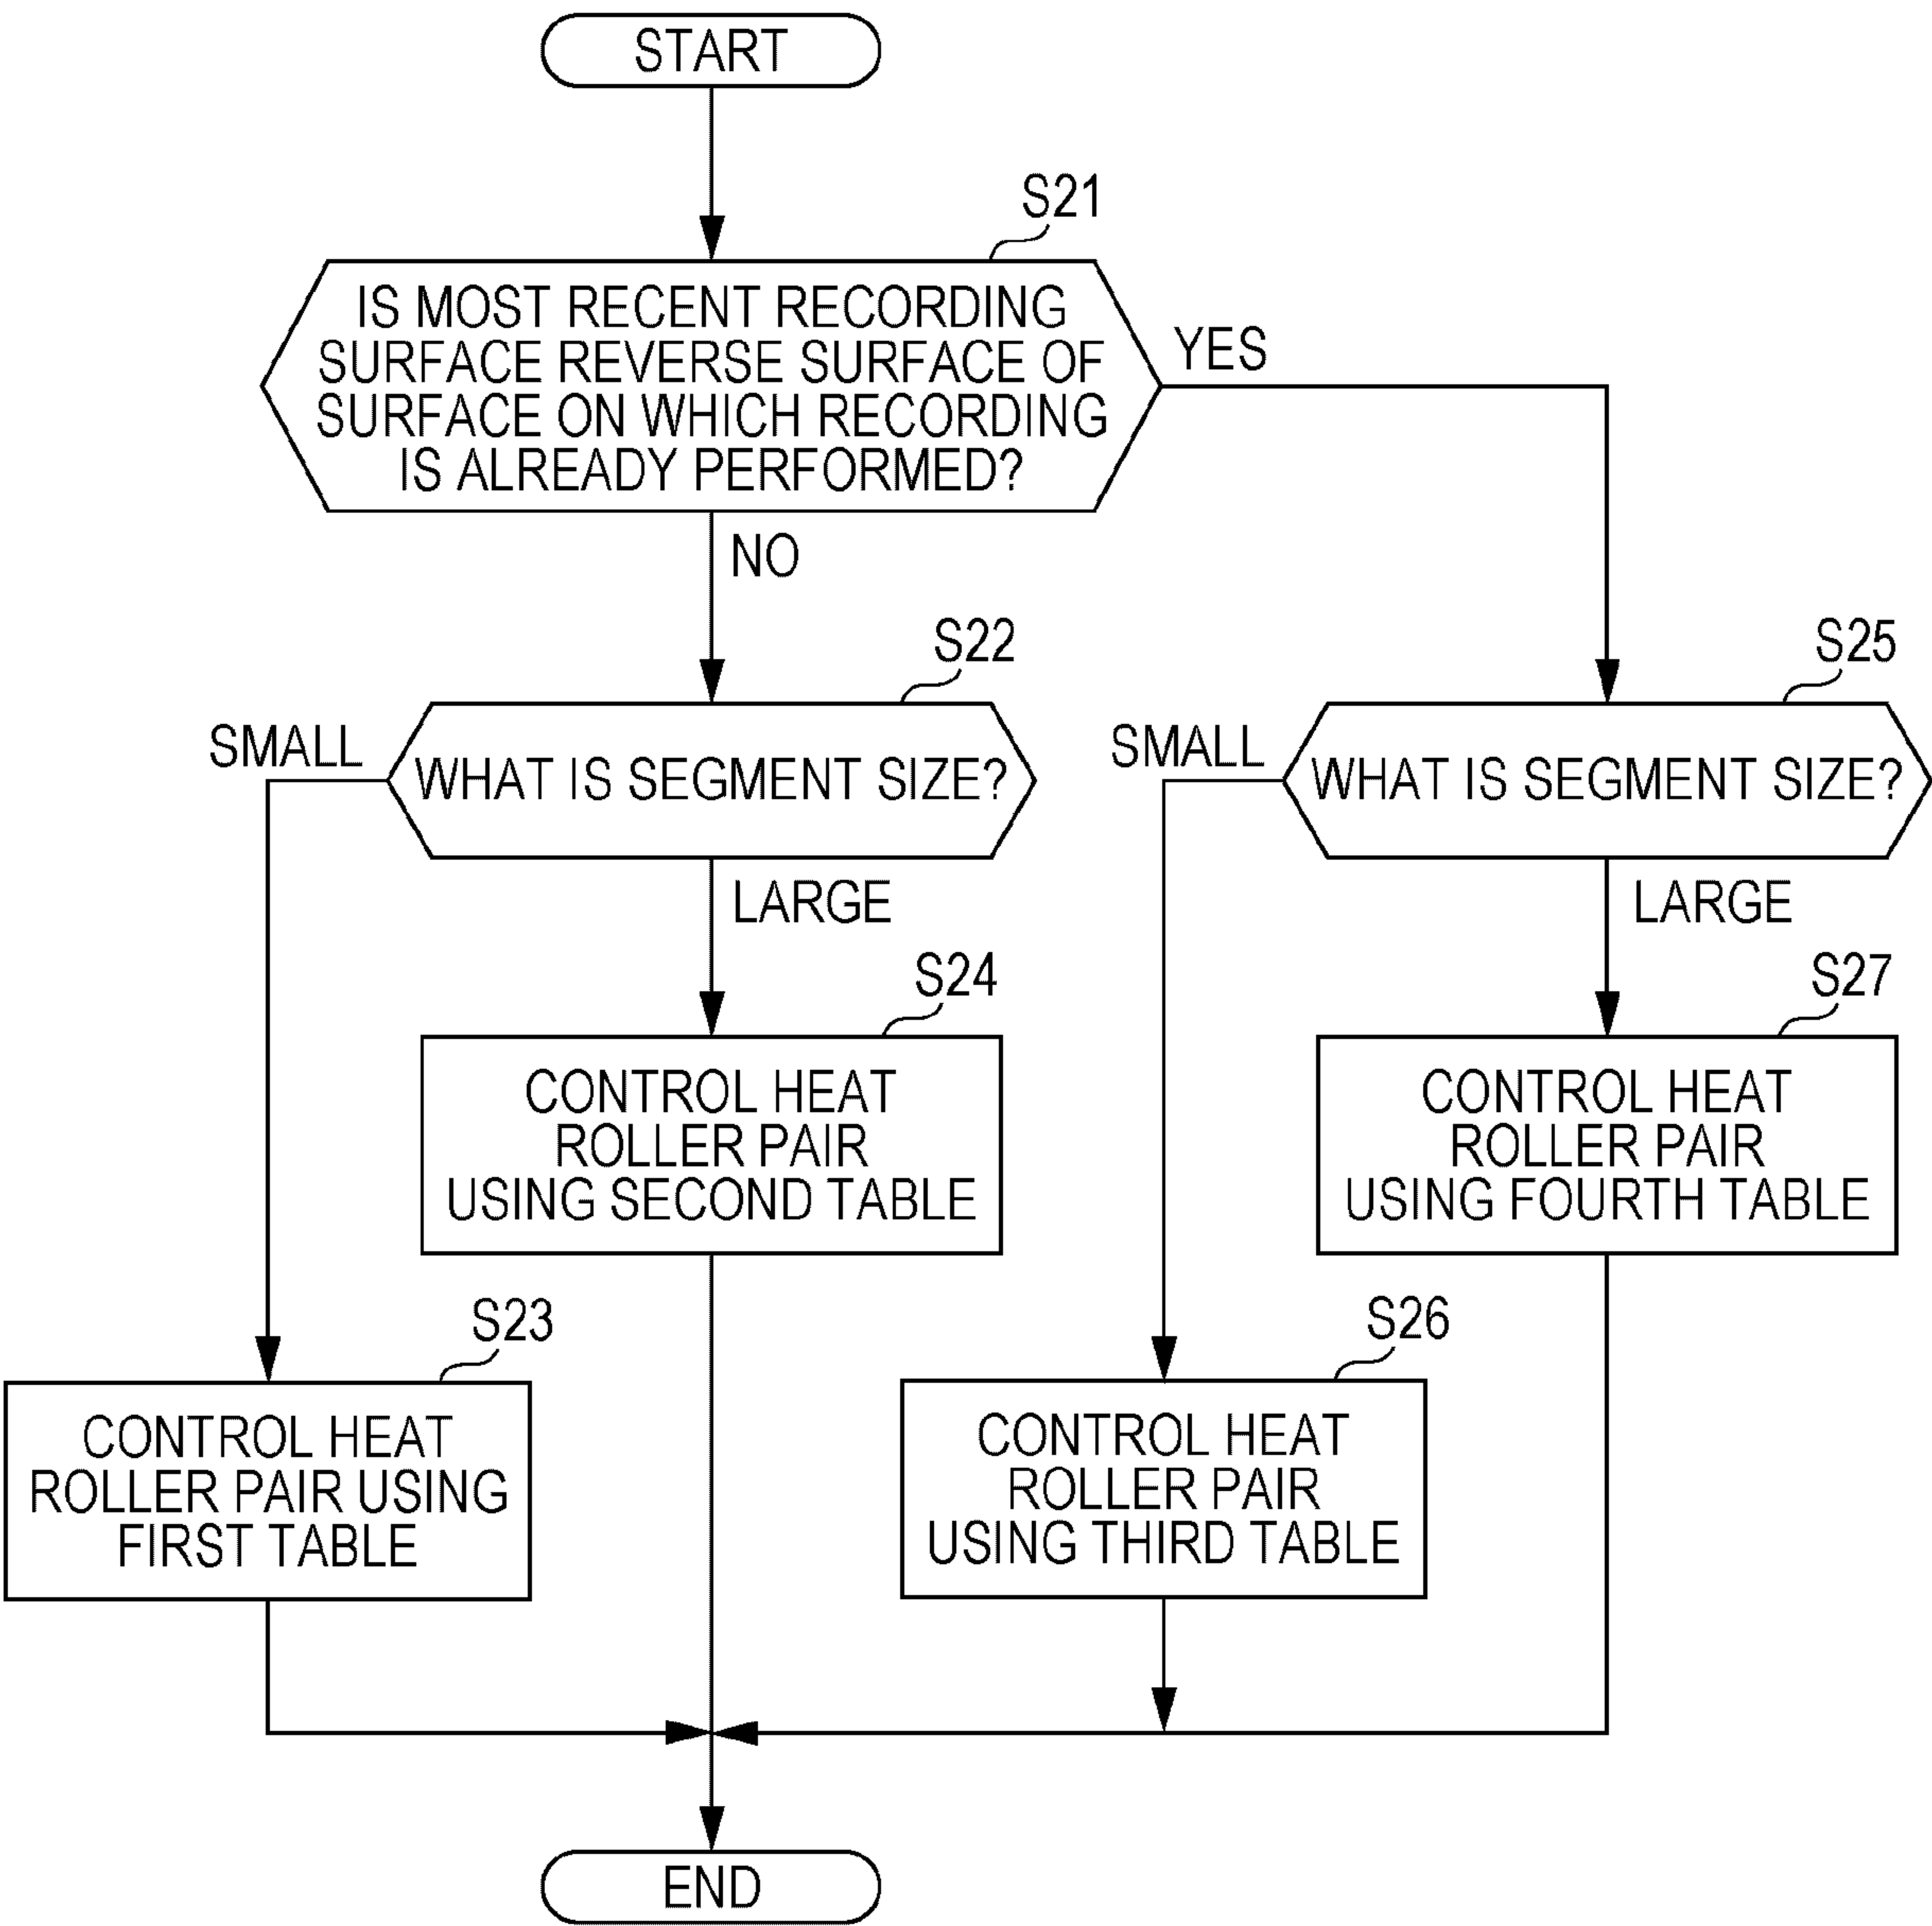 START
S21
IS MOST RECENT RECORDING
SURFACE REVERSE SURFACE OF
SURFACE ON WHICH RECORDING
IS ALREADY PERFORMED?
YES
NO
S22
S25
SMALL
WHAT IS SEGMENT SIZE?
SMALL
WHAT IS SEGMENT SIZE?
LARGE
LARGE
S24
S27
CONTROL HEAT
ROLLER PAIR
USING SECOND TABLE
CONTROL HEAT
ROLLER PAIR
USING FOURTH TABLE
S23
S26
CONTROL HEAT
ROLLER PAIR USING
FIRST TABLE
CONTROL HEAT
ROLLER PAIR
USING THIRD TABLE
END